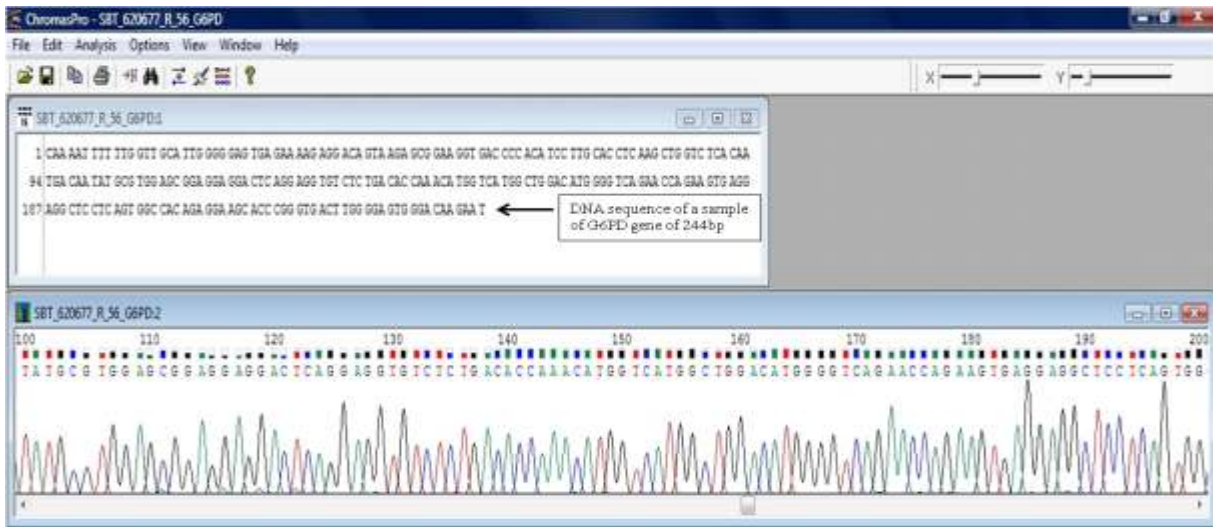 ChromasPro - SBT_620677_R_56_G6PD
File Edit Analysis Options View Window Help
X Y
SBT_620677_R_56_G6PD:1
1 CAA AAT TTT TTG GTT GCA TTG GGG GAG TGA GAA AAG AGG ACA GTA AGA GCG GAA GGT GAC CCC ACA TCC TTG CAC CTC AAG CTG GTC TCA CAA
94 TGA CAA TAT GCG TGG AGC GGA GGA GGA CTC AGG AGG TGT CTC TGA CAC CAA ACA TGG TCA TGG CTG GAC ATG GGG TCA GAA CCA GAA GTG AGG
187 AGG CTC CTC AGT GGC CAC AGA GGA AGC ACC CGG GTG ACT TGG GGA GTG GGA CAA GAA T
DNA sequence of a sample
of G6PD gene of 244bp
SBT_620677_R_56_G6PD:2
100 110 120 130 140 150 160 170 180 190 200
T A T G C G T G G A G C G G A G G A G G A C T C A G G A G G T G T C T C T G A C A C C A A A C A T G G T C A T G G C T G G A C A T G G G G T C A G A A C C A G A A G T G A G G A G G C T C C T C A G T G G